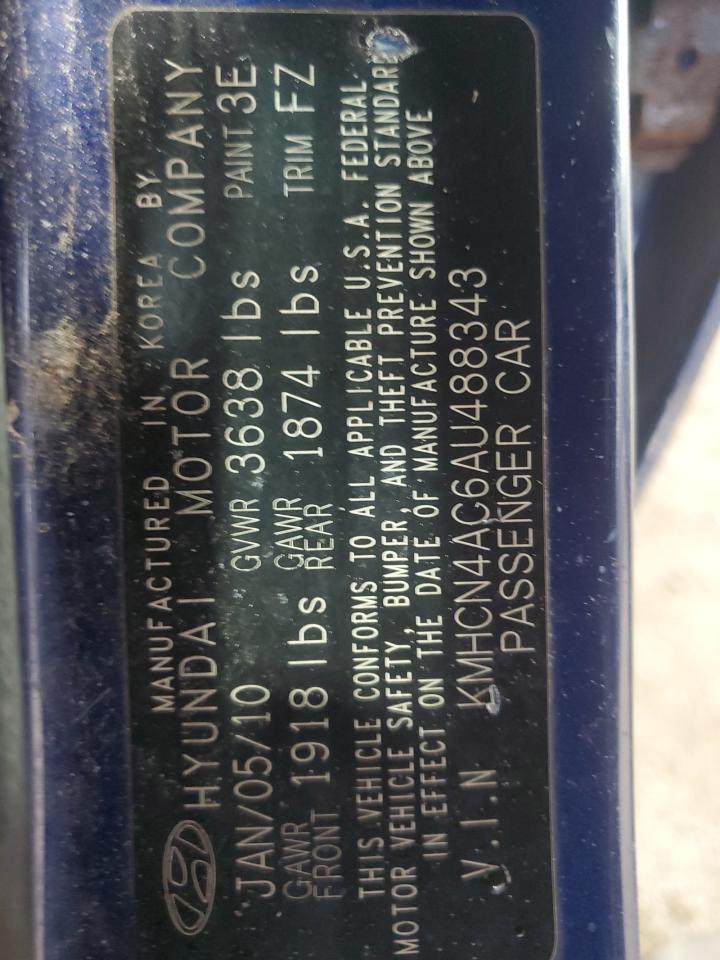 MANUFACTURED IN KOREA BY
HYUNDAI MOTOR COMPANY
JAN/05/10 GVWR 3638 lbs PAINT 3E
GAWR FRONT 1918 lbs GAWR REAR 1874 lbs TRIM FZ
THIS VEHICLE CONFORMS TO ALL APPLICABLE U.S.A. FEDERAL
MOTOR VEHICLE SAFETY, BUMPER, AND THEFT PREVENTION STANDARD
IN EFFECT ON THE DATE OF MANUFACTURE SHOWN ABOVE
V.I.N KMHCN4AC6AU488343
PASSENGER CAR